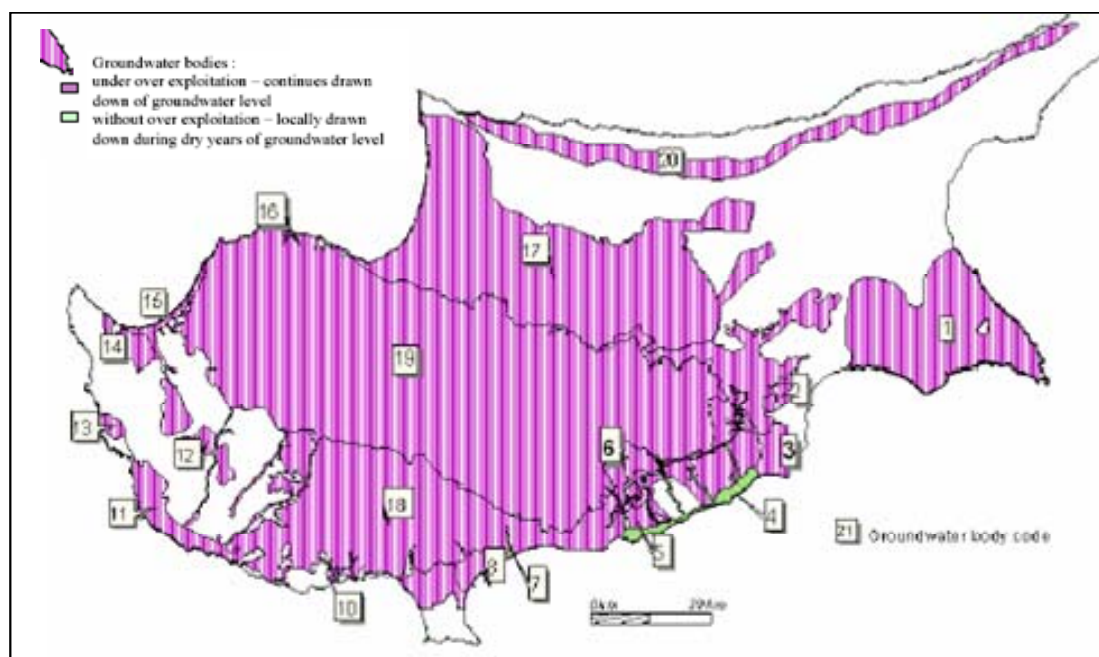 Groundwater bodies :
under over exploitation – continues drawn
down of groundwater level
without over exploitation – locally drawn
down during dry years of groundwater level
20
16
17
15
1
14
19
2
13
12
6
3
18
11
4
21 Groundwater body code
5
8
7
10
0km 20km